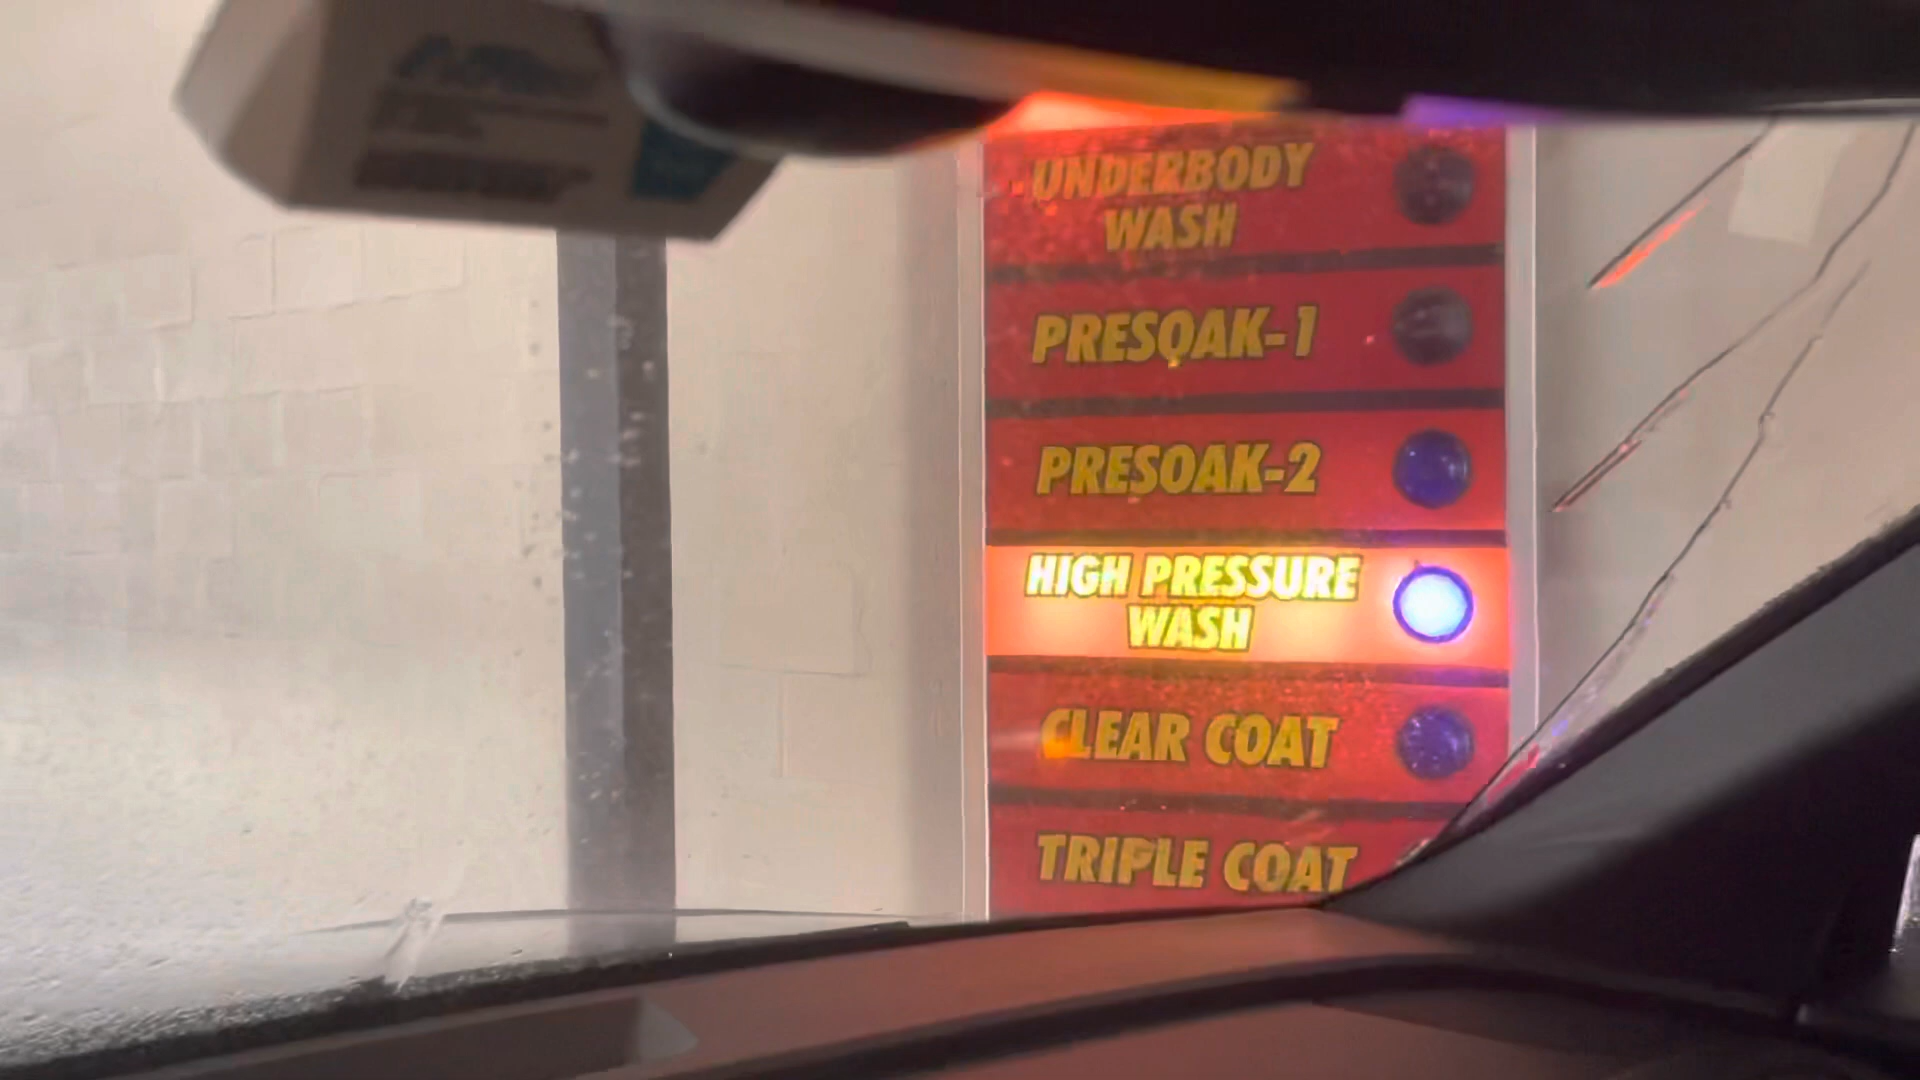 UNDERBODY
WASH
PRESOAK-1
PRESOAK-2
HIGH PRESSURE
WASH
CLEAR COAT
TRIPLE COAT